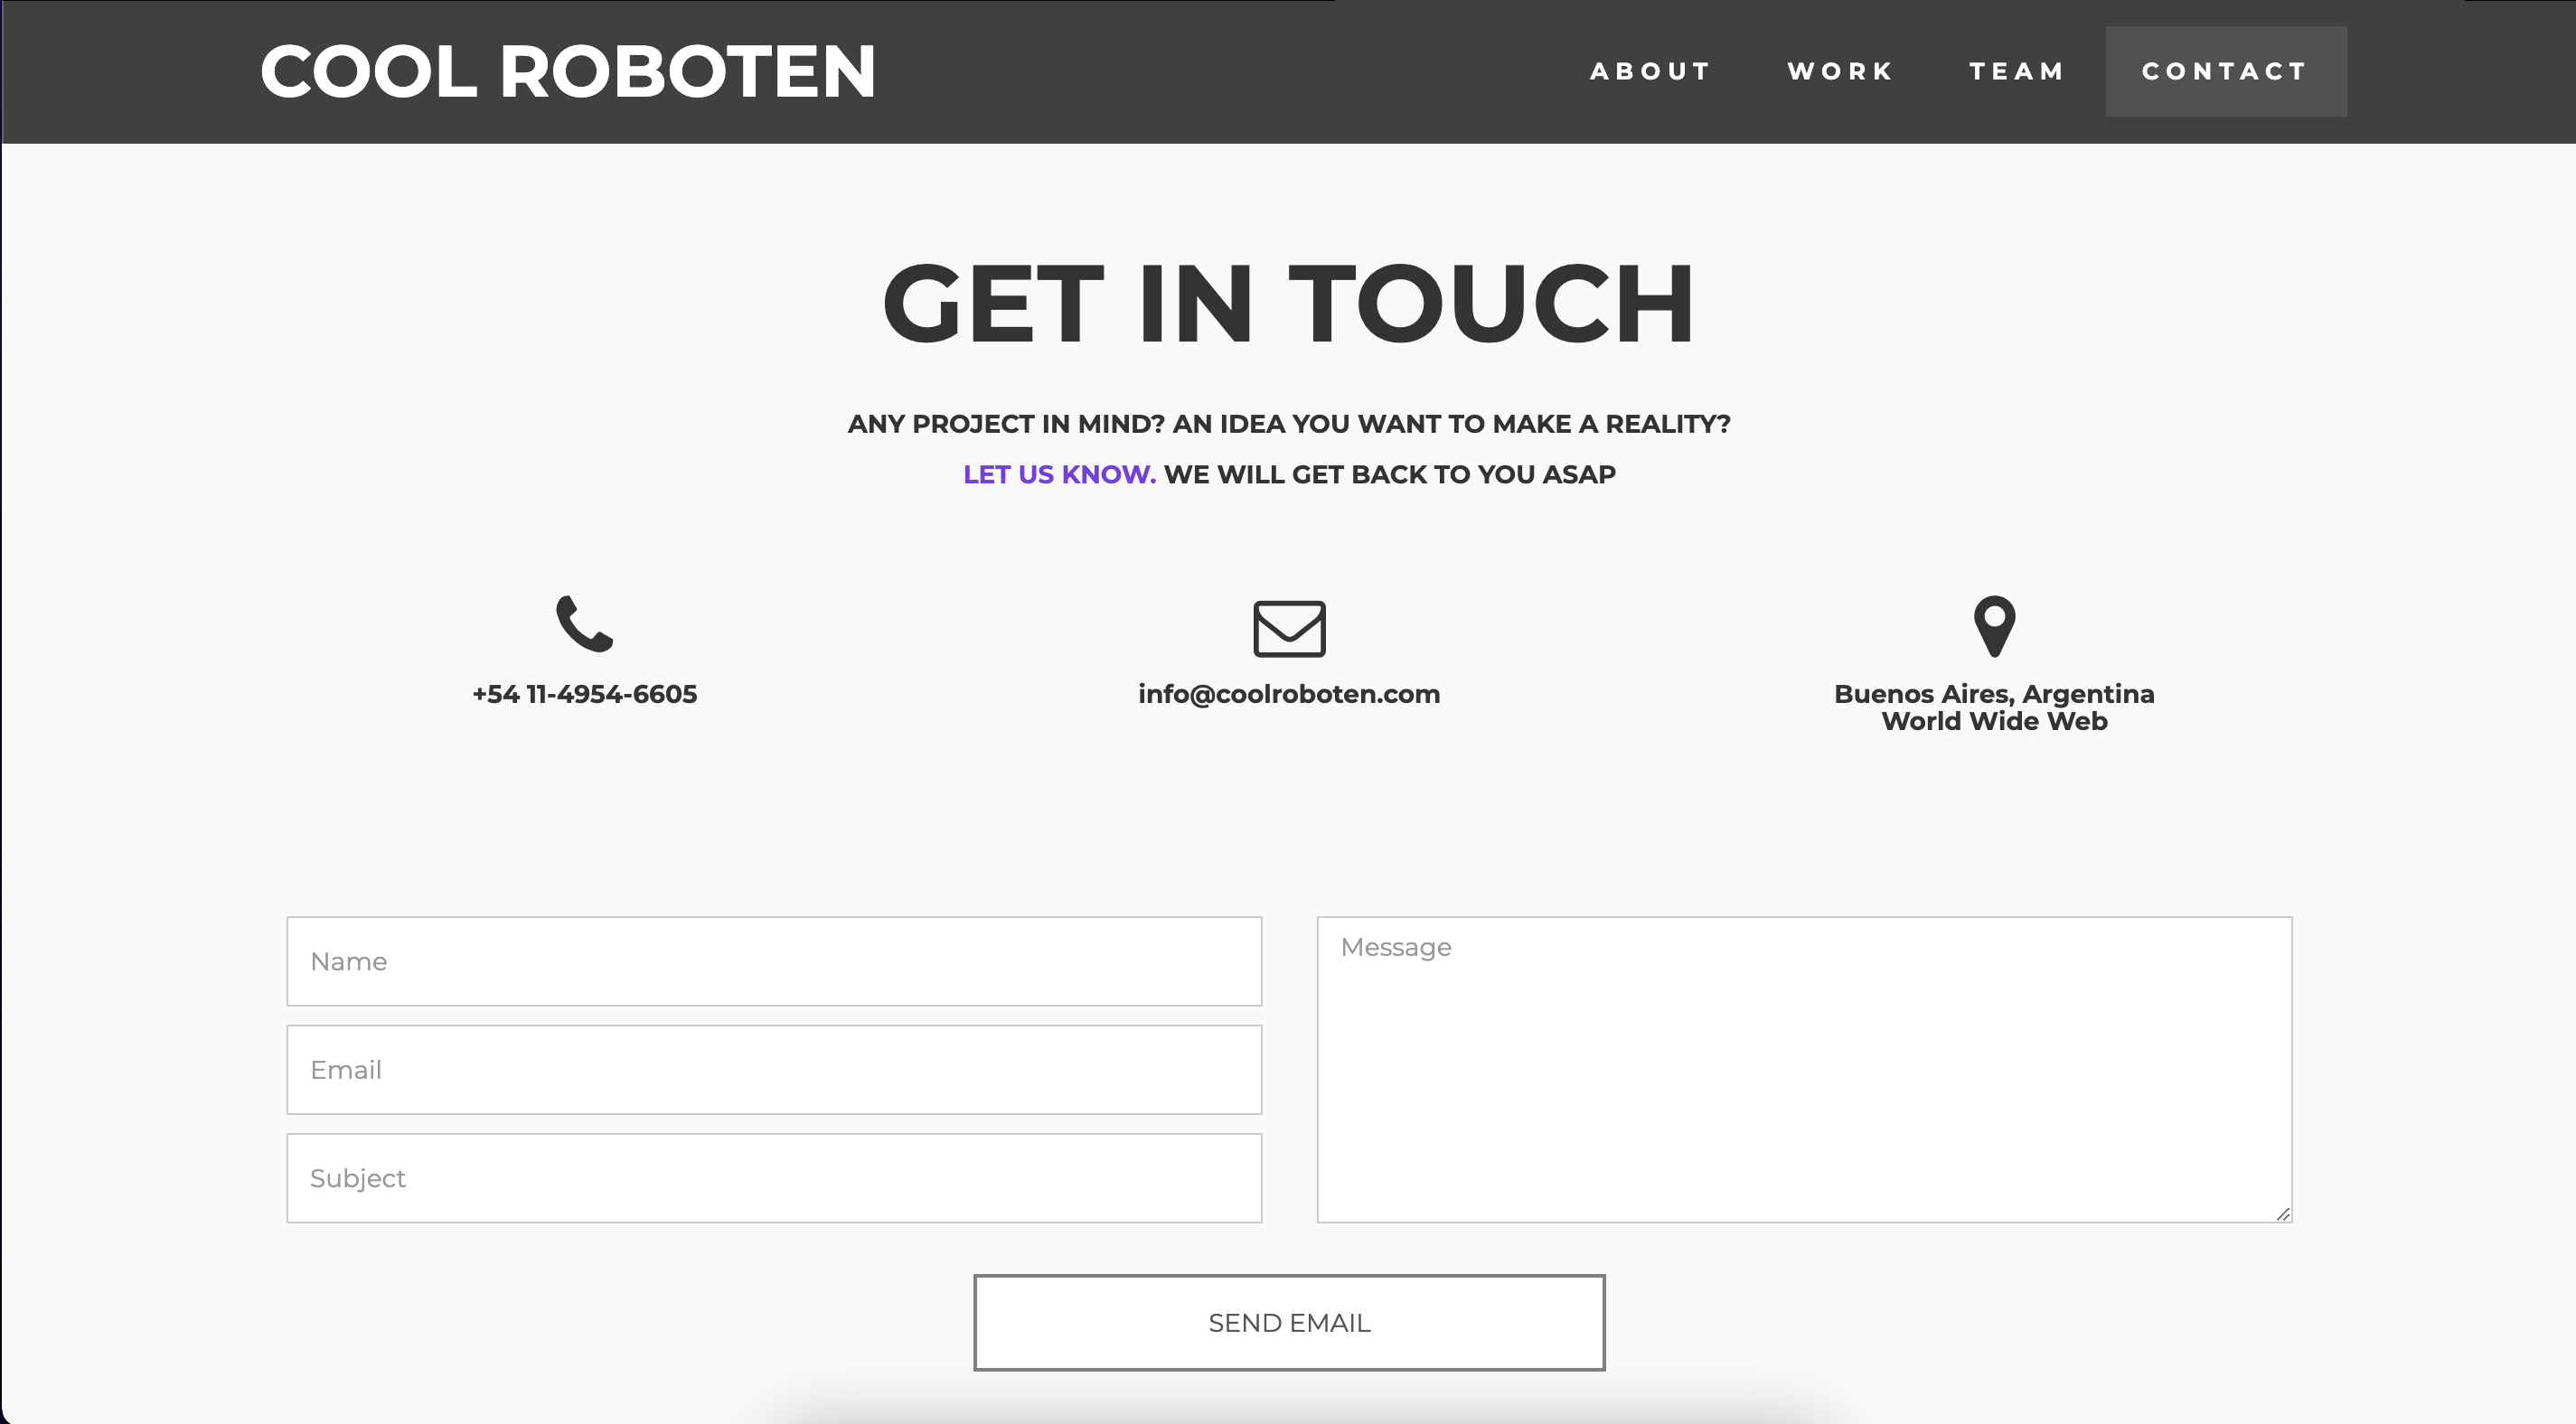 COOL ROBOTEN
ABOUT WORK TEAM CONTACT
GET IN TOUCH
ANY PROJECT IN MIND? AN IDEA YOU WANT TO MAKE A REALITY?
LET US KNOW. WE WILL GET BACK TO YOU ASAP
+54 11-4954-6605
info@coolroboten.com
Buenos Aires, Argentina
World Wide Web
Name
Email
Subject
Message
SEND EMAIL